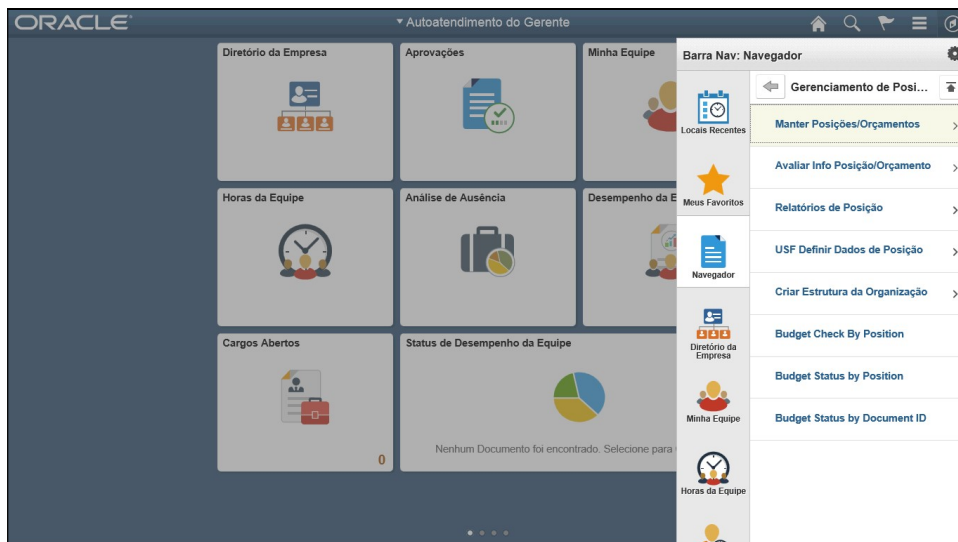 ORACLE
Autoatendimento do Gerente
Diretório da Empresa
Aprovações
Minha Equipe
Horas da Equipe
Análise de Ausência
Desempenho da E
Cargos Abertos
0
Status de Desempenho da Equipe
Nenhum Documento foi encontrado. Selecione para
Barra Nav: Navegador
Locais Recentes
Meus Favoritos
Navegador
Diretório da
Empresa
Minha Equipe
Horas da Equipe
Gerenciamento de Posi...
Manter Posições/Orçamentos
Avaliar Info Posição/Orçamento
Relatórios de Posição
USF Definir Dados de Posição
Criar Estrutura da Organização
Budget Check By Position
Budget Status by Position
Budget Status by Document ID